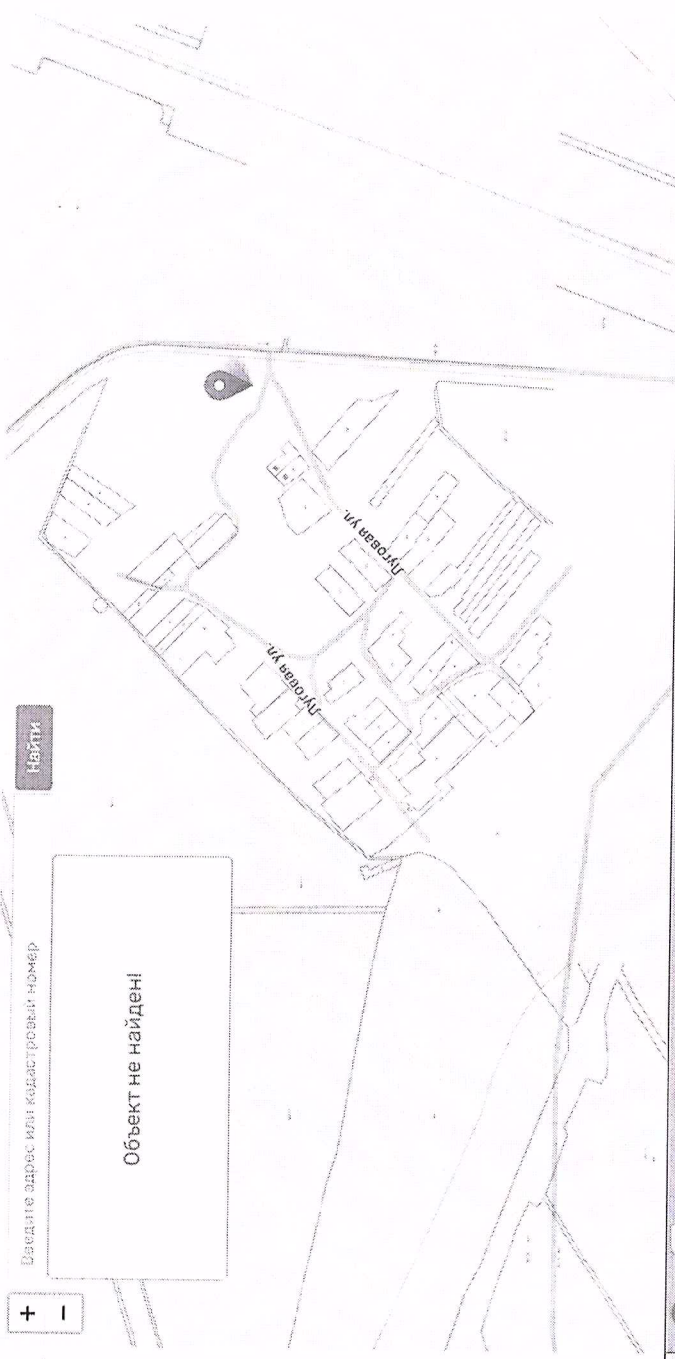 +
−
Введите адрес или кадастровый номер
Найти
Объект не найден!
Луговая ул.
Луговая ул.